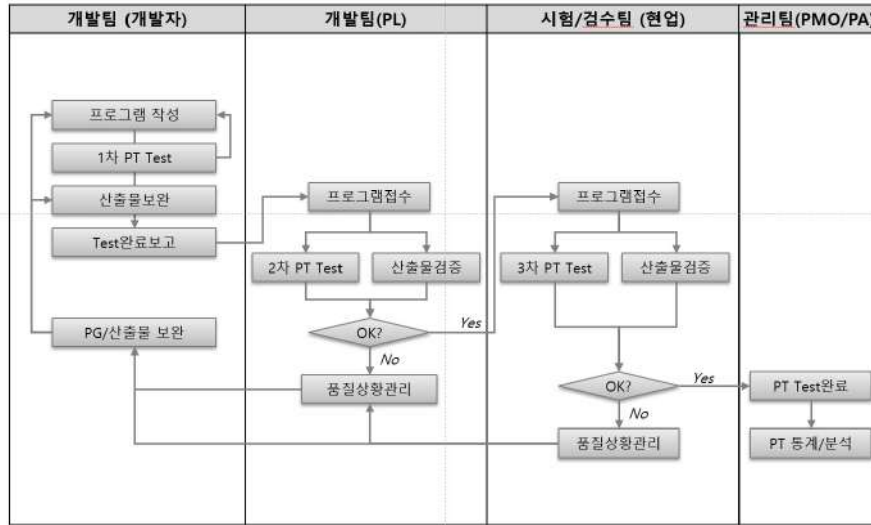 개발팀 (개발자)
개발팀(PL)
시험/검수팀 (현업)
관리팀(PMO/PA)
프로그램 작성
1차 PT Test
산출물보완
Test완료보고
PG/산출물 보완
프로그램접수
2차 PT Test
산출물검증
OK?
Yes
No
품질상황관리
프로그램접수
3차 PT Test
산출물검증
OK?
Yes
No
품질상황관리
PT Test완료
PT 통계/분석